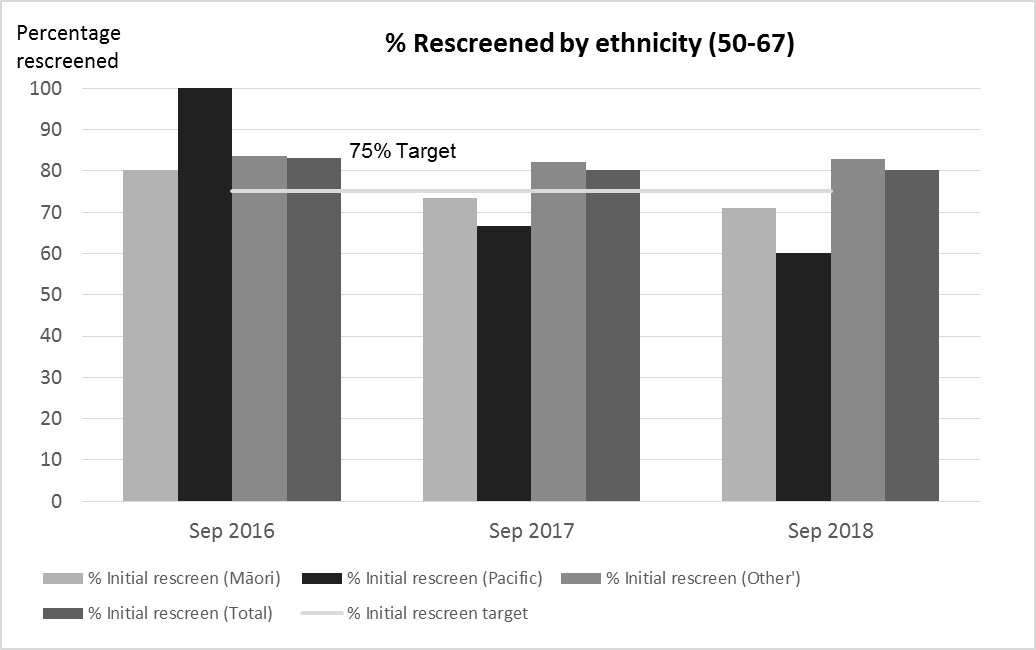 Percentage
rescreened
% Rescreened by ethnicity (50-67)
100
90
80
70
60
50
40
30
20
10
0
75% Target
Sep 2016
Sep 2017
Sep 2018
% Initial rescreen (Māori)
% Initial rescreen (Pacific)
% Initial rescreen (Other')
% Initial rescreen (Total)
% Initial rescreen target